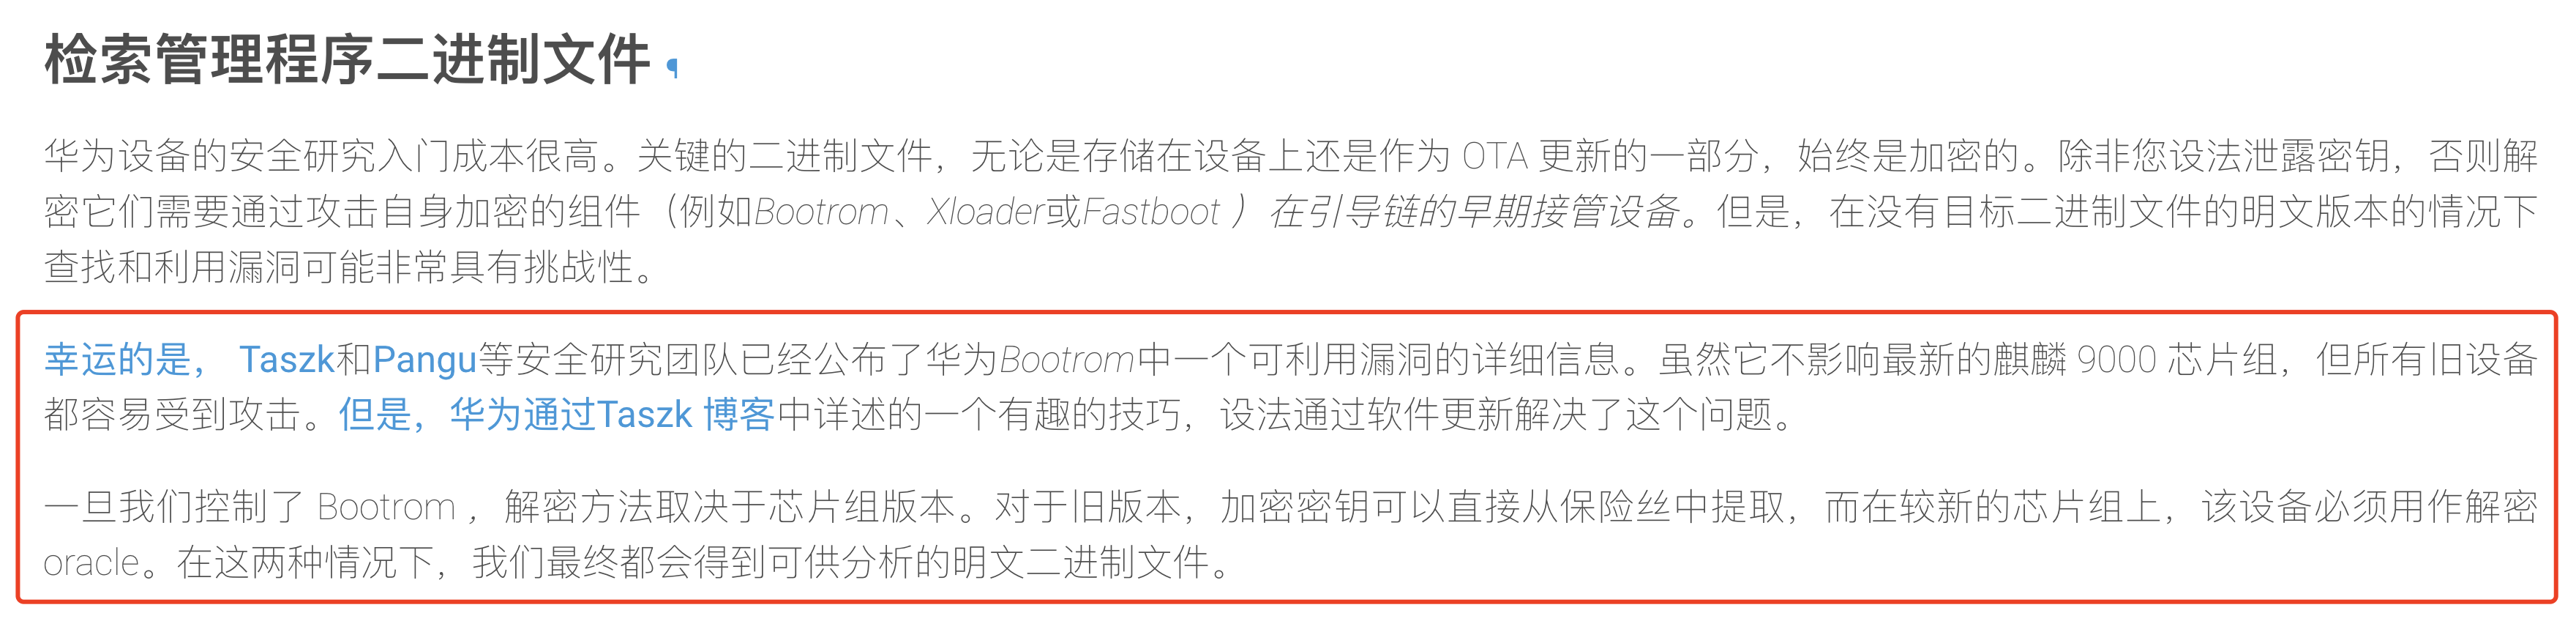 检索管理程序二进制文件 ¶
华为设备的安全研究入门成本很高。关键的二进制文件，无论是存储在设备上还是作为 OTA 更新的一部分，始终是加密的。除非您设法泄露密钥，否则解
密它们需要通过攻击自身加密的组件（例如Bootrom、Xloader或Fastboot ）在引导链的早期接管设备。但是，在没有目标二进制文件的明文版本的情况下
查找和利用漏洞可能非常具有挑战性。
幸运的是， Taszk和Pangu等安全研究团队已经公布了华为Bootrom中一个可利用漏洞的详细信息。虽然它不影响最新的麒麟 9000 芯片组，但所有旧设备
都容易受到攻击。但是，华为通过Taszk 博客中详述的一个有趣的技巧，设法通过软件更新解决了这个问题。
一旦我们控制了 Bootrom ，解密方法取决于芯片组版本。对于旧版本，加密密钥可以直接从保险丝中提取，而在较新的芯片组上，该设备必须用作解密
oracle。在这两种情况下，我们最终都会得到可供分析的明文二进制文件。